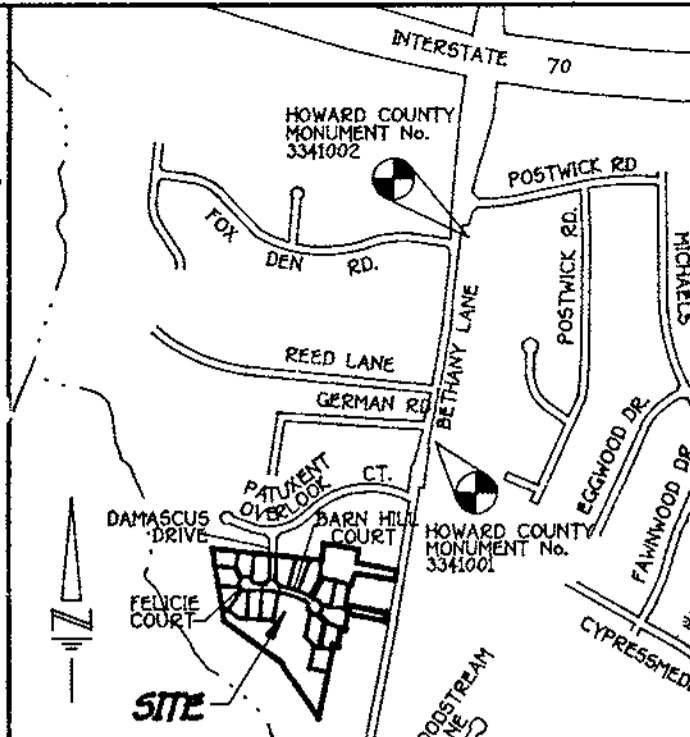 INTERSTATE 70
HOWARD COUNTY
MONUMENT No.
3341002
POSTWICK RD
FOX DEN RD.
POSTWICK RD.
MICHAELS
BETHANY LANE
REED LANE
GERMAN RD
EGGWOOD DR.
FAWNWOOD DR
PATUXENT
OVERLOOK CT.
DAMASCUS
DRIVE
BARN HILL
COURT
HOWARD COUNTY
MONUMENT No.
3341001
FELICIE
COURT
N
CYPRESSMED
SITE
OODSTREAM
NE